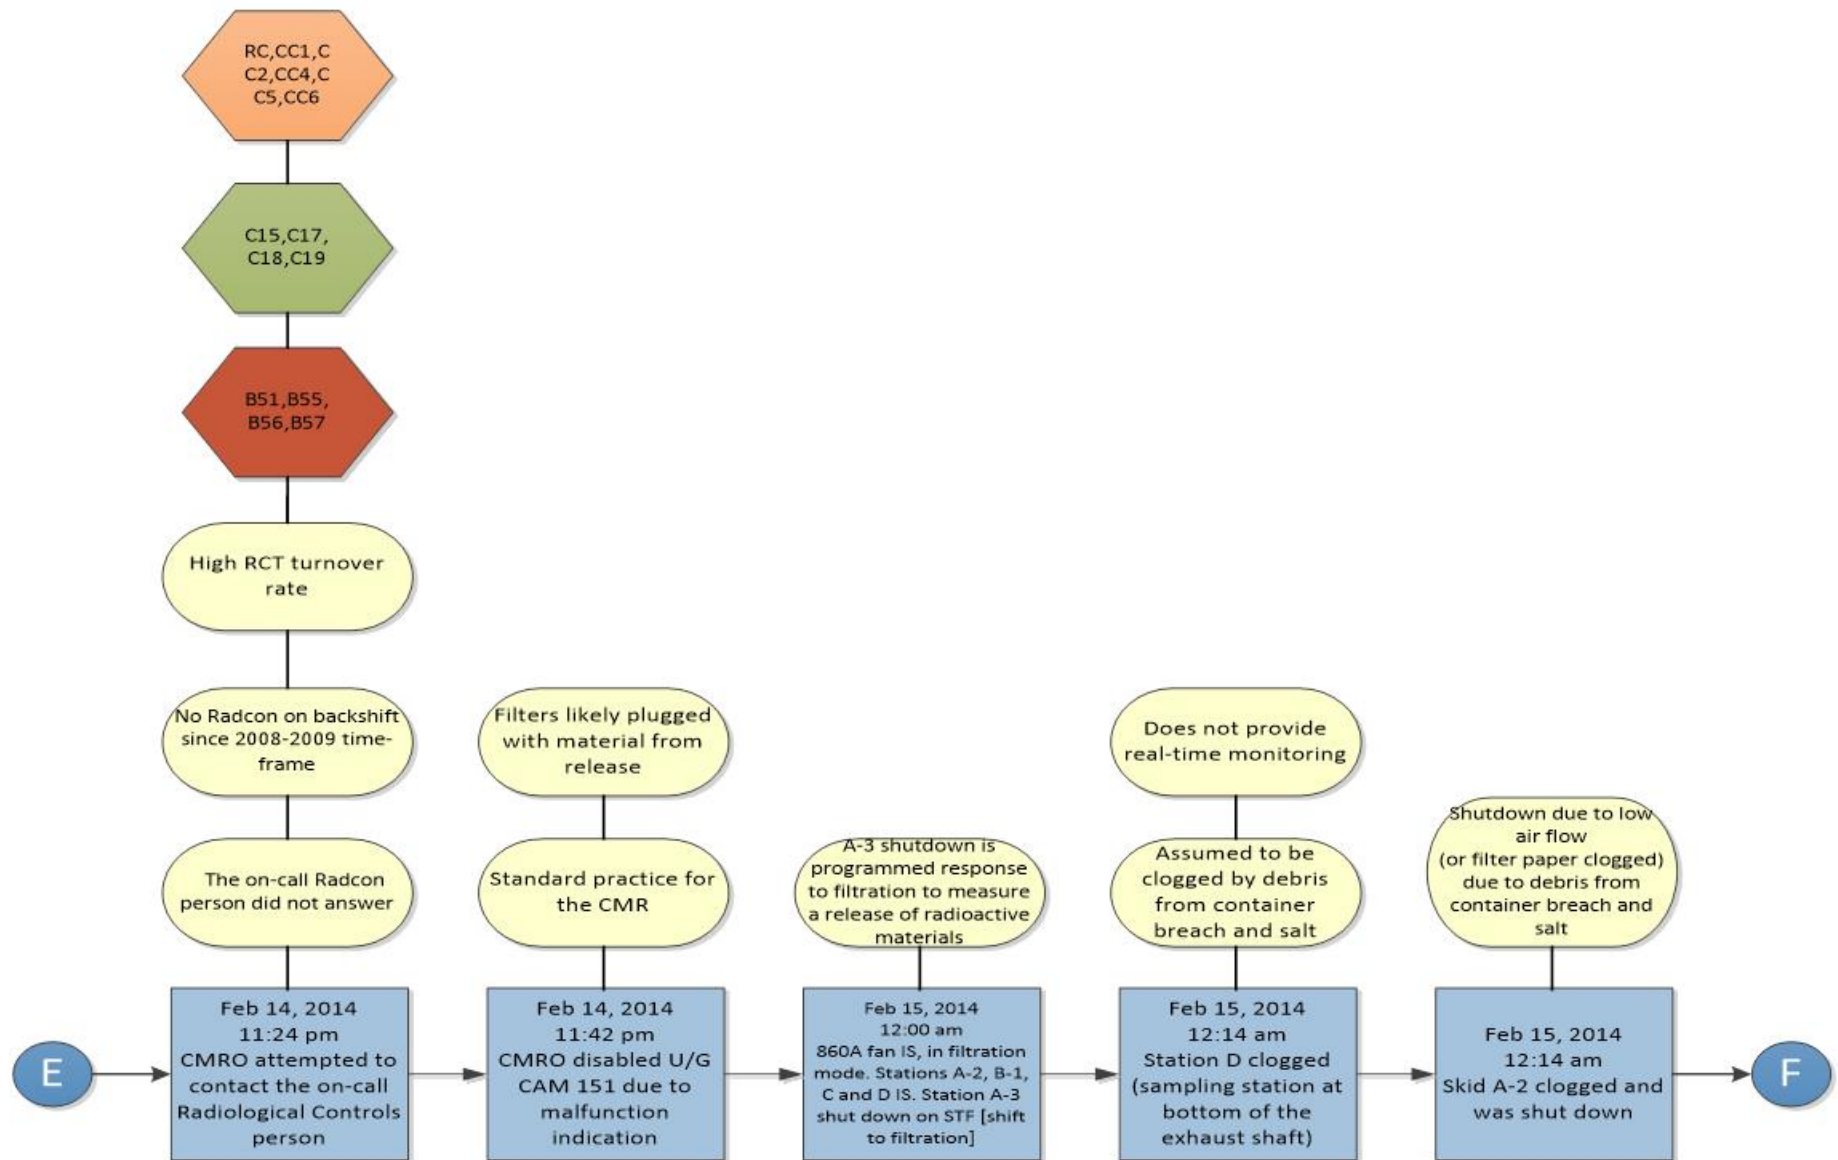 RC,CC1,C
C2,CC4,C
C5,CC6
C15,C17,
C18,C19
B51,B55,
B56,B57
High RCT turnover
rate
No Radcon on backshift
since 2008-2009 time-
frame
The on-call Radcon
person did not answer
Filters likely plugged
with material from
release
Standard practice for
the CMR
A-3 shutdown is
programmed response
to filtration to measure
a release of radioactive
materials
Does not provide
real-time monitoring
Assumed to be
clogged by debris
from container
breach and salt
Shutdown due to low
air flow
(or filter paper clogged)
due to debris from
container breach and
salt
E
Feb 14, 2014
11:24 pm
CMRO attempted to
contact the on-call
Radiological Controls
person
Feb 14, 2014
11:42 pm
CMRO disabled U/G
CAM 151 due to
malfunction
indication
Feb 15, 2014
12:00 am
860A fan IS, in filtration
mode. Stations A-2, B-1,
C and D IS. Station A-3
shut down on STF [shift
to filtration]
Feb 15, 2014
12:14 am
Station D clogged
(sampling station at
bottom of the
exhaust shaft)
Feb 15, 2014
12:14 am
Skid A-2 clogged and
was shut down
F